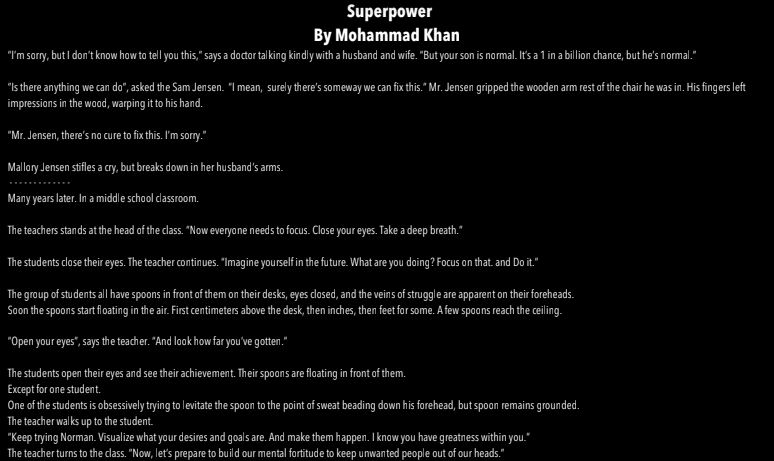 Superpower
By Mohammad Khan
“I’m sorry, but I don’t know how to tell you this,” says a doctor talking kindly with a husband and wife. “But your son is normal. It’s a 1 in a billion chance, but he’s normal.”
“Is there anything we can do”, asked the Sam Jensen.  “I mean,  surely there’s someway we can fix this.” Mr. Jensen gripped the wooden arm rest of the chair he was in. His fingers left
impressions in the wood, warping it to his hand.
“Mr. Jensen, there’s no cure to fix this. I’m sorry.”
Mallory Jensen stifles a cry, but breaks down in her husband’s arms.
- - - - - - - - - - - - -
Many years later. In a middle school classroom.
The teachers stands at the head of the class. “Now everyone needs to focus. Close your eyes. Take a deep breath.”
The students close their eyes. The teacher continues. “Imagine yourself in the future. What are you doing? Focus on that. and Do it.”
The group of students all have spoons in front of them on their desks, eyes closed, and the veins of struggle are apparent on their foreheads.
Soon the spoons start floating in the air. First centimeters above the desk, then inches, then feet for some. A few spoons reach the ceiling.
“Open your eyes”, says the teacher. “And look how far you’ve gotten.”
The students open their eyes and see their achievement. Their spoons are floating in front of them.
Except for one student.
One of the students is obsessively trying to levitate the spoon to the point of sweat beading down his forehead, but spoon remains grounded.
The teacher walks up to the student.
“Keep trying Norman. Visualize what your desires and goals are. And make them happen. I know you have greatness within you.”
The teacher turns to the class. “Now, let’s prepare to build our mental fortitude to keep unwanted people out of our heads.”